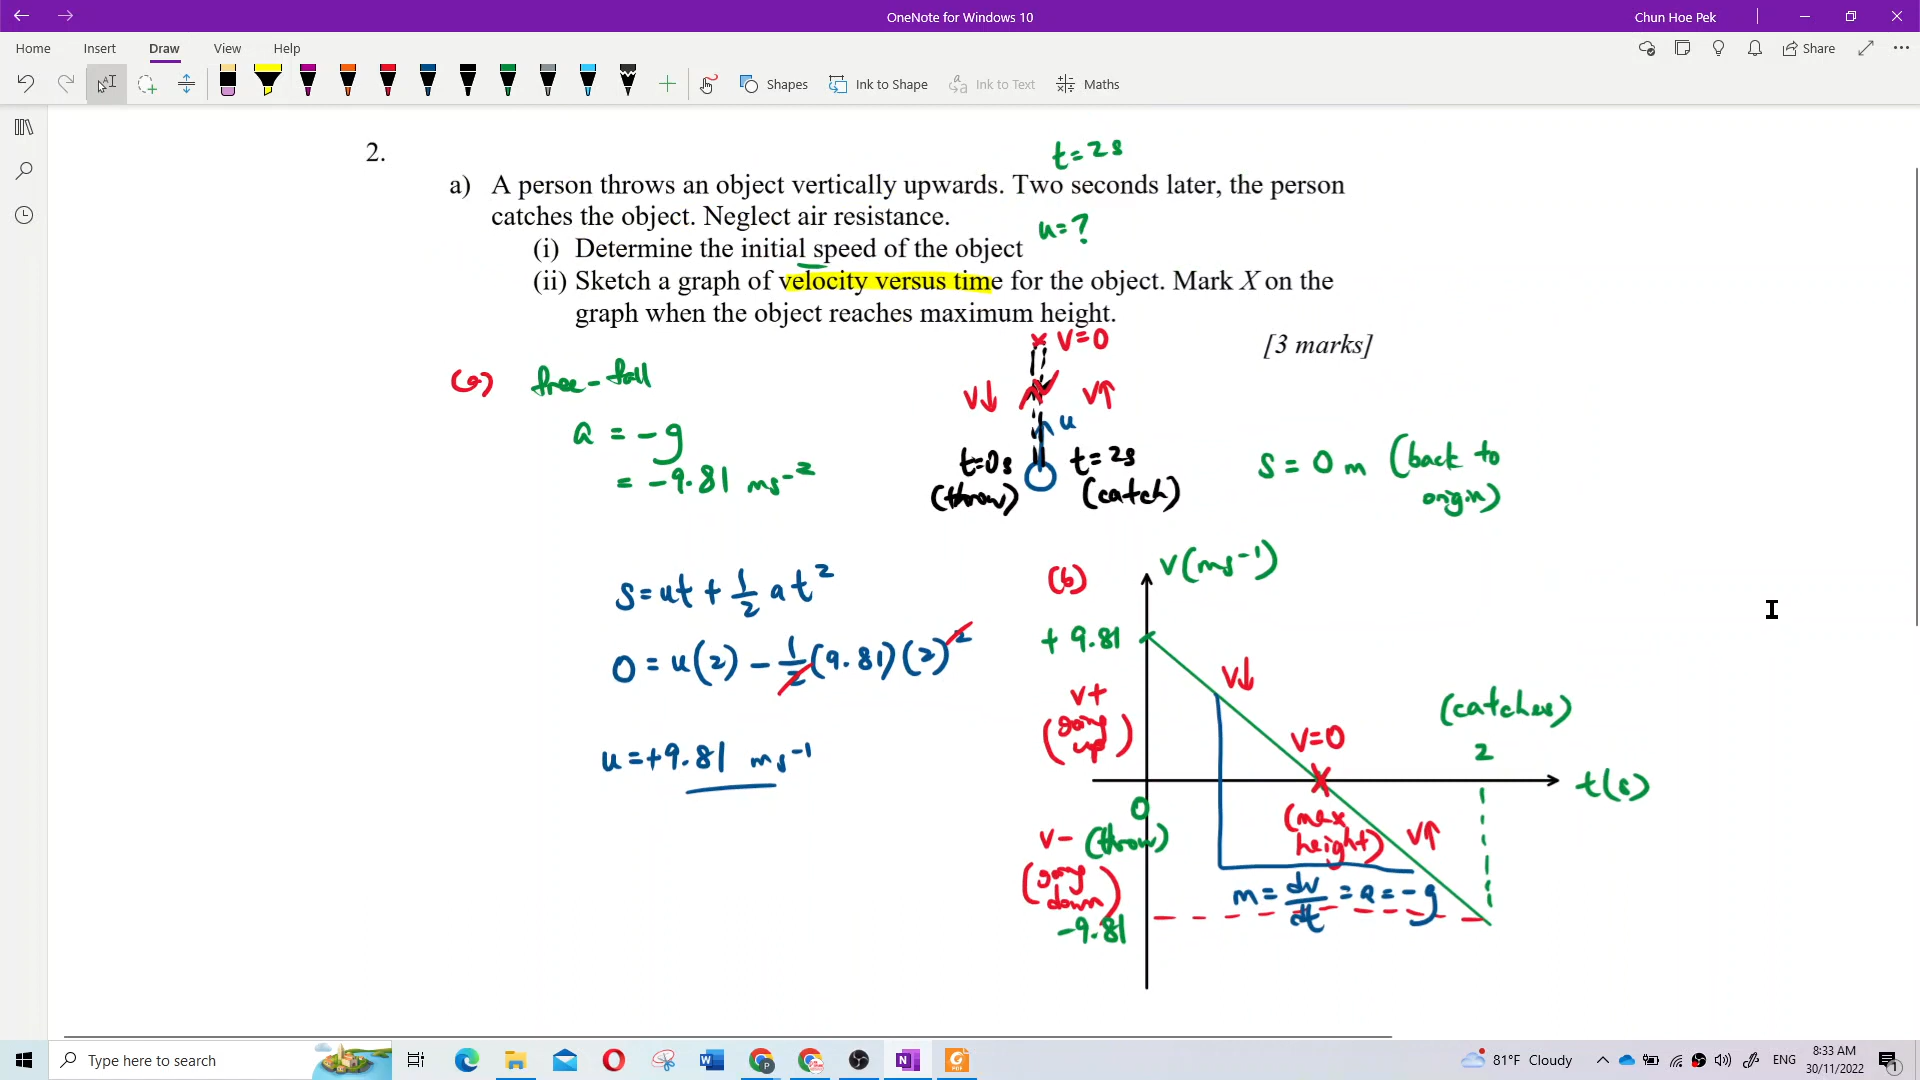 OneNote for Windows 10
Chun Hoe Pek
Home Insert Draw View Help
Share
Shapes
Ink to Shape
Ink to Text
Maths
2.
t = 2s
a) A person throws an object vertically upwards. Two seconds later, the person
catches the object. Neglect air resistance.
u = ?
(i) Determine the initial speed of the object
(ii) Sketch a graph of velocity versus time for the object. Mark X on the
graph when the object reaches maximum height.
[3 marks]
x v=0
(a) free-fall
v↓ v↑
u
a = -g
= -9.81 ms⁻²
t=0s
(throw)
t=2s
(catch)
s = 0 m (back to
origin)
s = ut + 1/2 at²
0 = u(2) - 1/2 (9.81)(2)²
u = +9.81 ms⁻¹
(b)
v(ms⁻¹)
+ 9.81
v↓
v+
(going
up)
(catches)
2
v=0
X
t(s)
0
(throw)
(max
height)
v↑
v-
(going
down)
m = dv/dt = a = -g
-9.81
Type here to search
81°F Cloudy
ENG
8:33 AM
30/11/2022
1